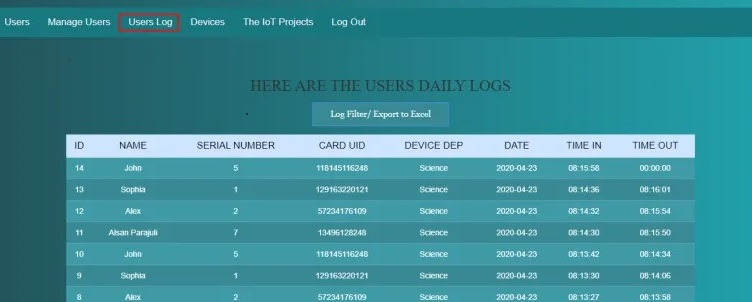 Users Manage Users Users Log Devices The IoT Projects Log Out
HERE ARE THE USERS DAILY LOGS
Log Filter/ Export to Excel
ID NAME SERIAL NUMBER CARD UID DEVICE DEP DATE TIME IN TIME OUT
14 John 5 118145116248 Science 2020-04-23 08:15:58 00:00:00
13 Sophia 1 129163220121 Science 2020-04-23 08:14:36 08:16:01
12 Alex 2 57234176109 Science 2020-04-23 08:14:32 08:15:54
11 Alsan Parajuli 7 13496128248 Science 2020-04-23 08:14:30 08:15:50
10 John 5 118145116248 Science 2020-04-23 08:13:42 08:14:34
9 Sophia 1 129163220121 Science 2020-04-23 08:13:30 08:14:06
8 Alex 2 57234176109 Science 2020-04-23 08:13:27 08:13:58